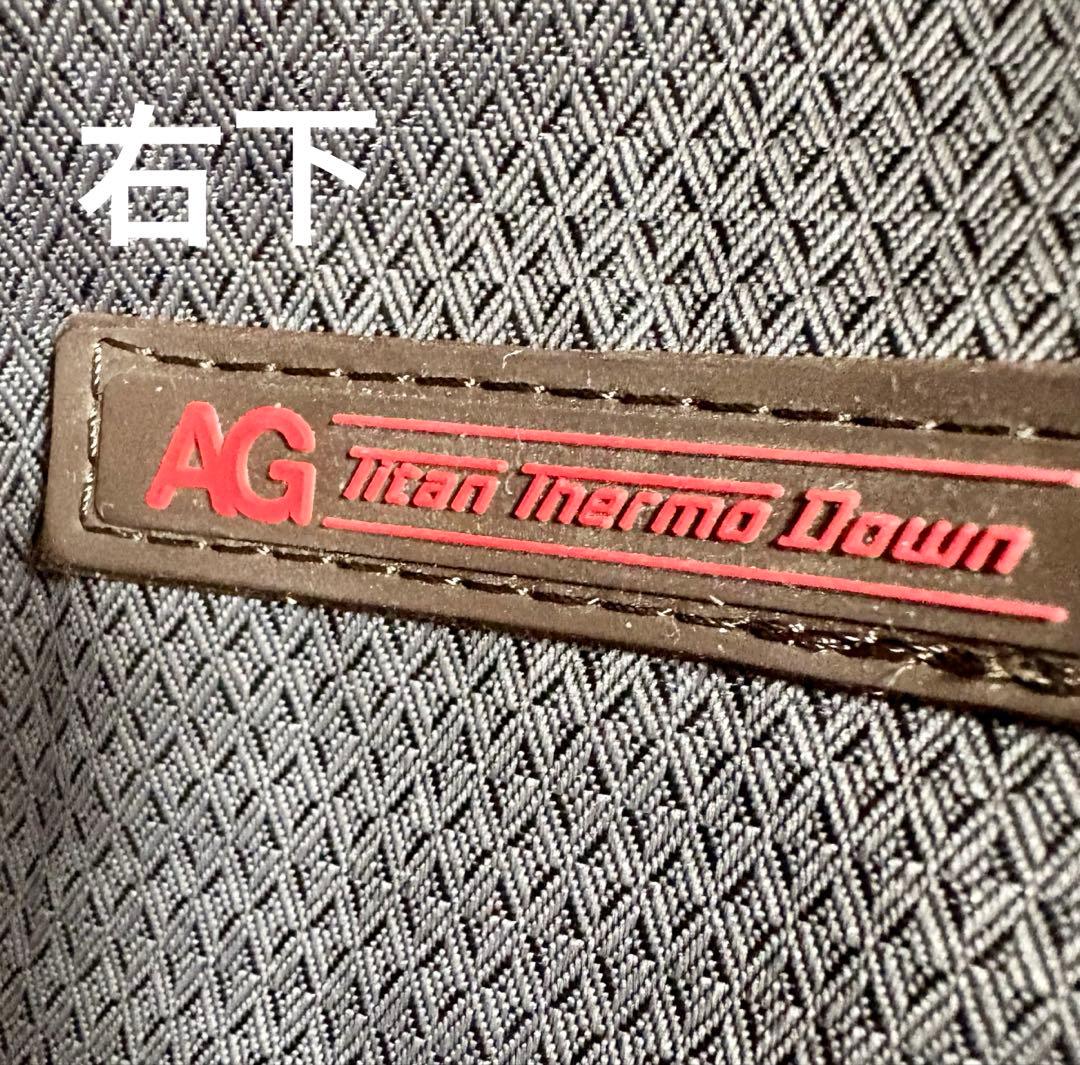 右下
AG Titan Thermo Down